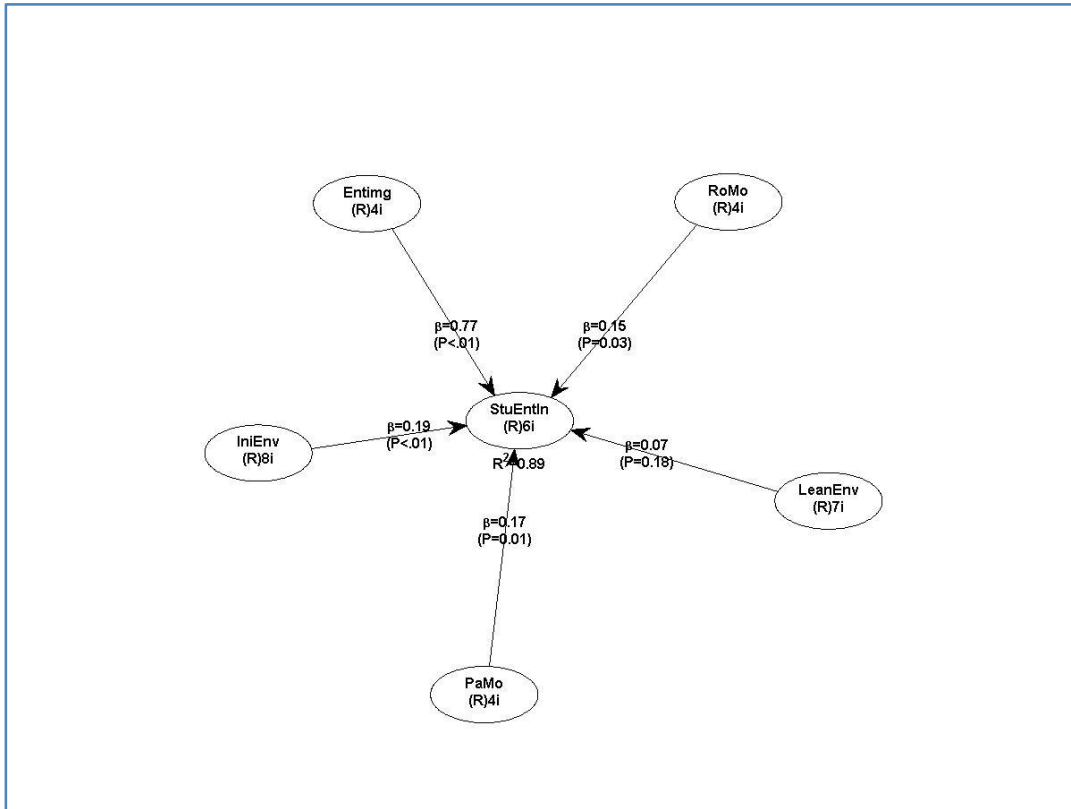 EntImg
(R)4i
RoMo
(R)4i
β=0.77
(P<.01)
β=0.15
(P=0.03)
StuEntIn
(R)6i
β=0.19
(P<.01)
IniEnv
(R)8i
R²=0.89
β=0.07
(P=0.18)
LeanEnv
(R)7i
β=0.17
(P=0.01)
PaMo
(R)4i